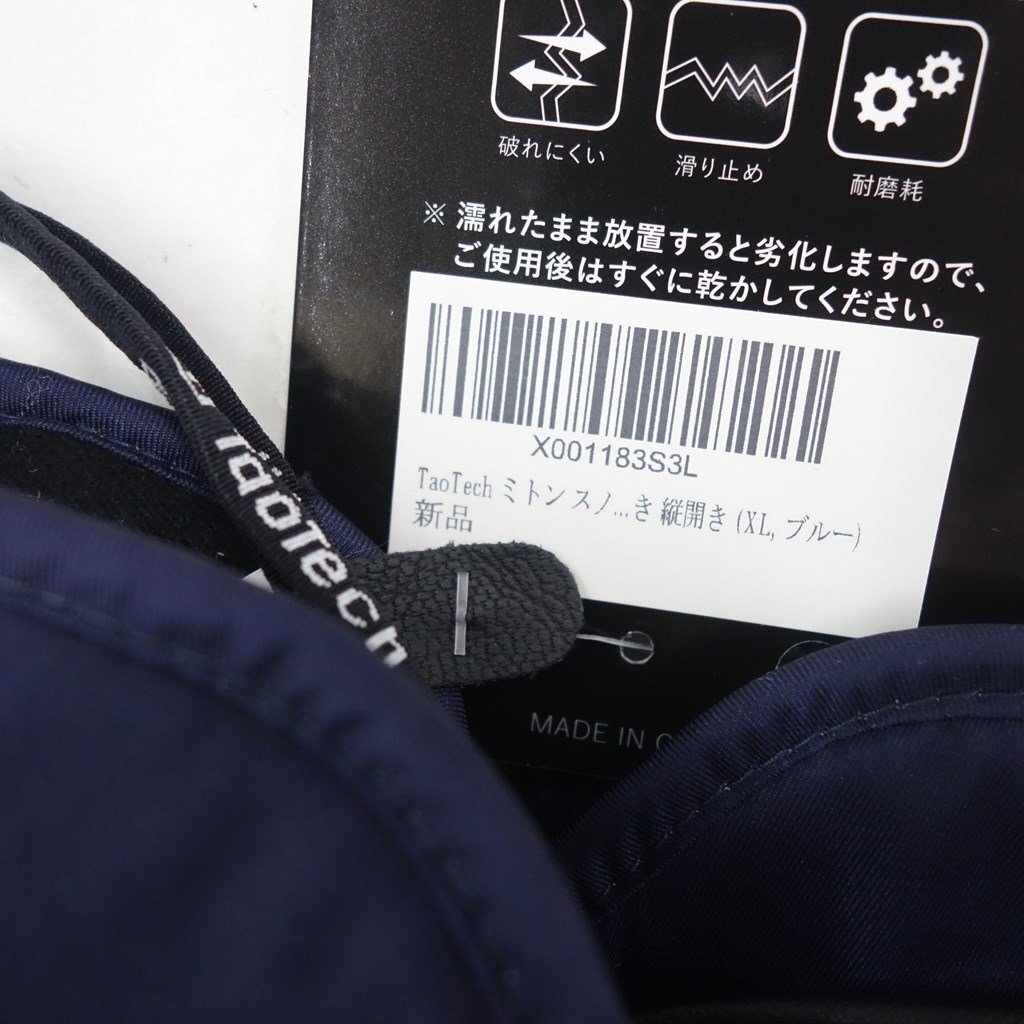 破れにくい
滑り止め
耐磨耗
※ 濡れたまま放置すると劣化しますので、
ご使用後はすぐに乾かしてください。
X001183S3L
TaoTech ミトン スノ...き 縦開き (XL, ブルー)
新品
TaoTech
MADE IN